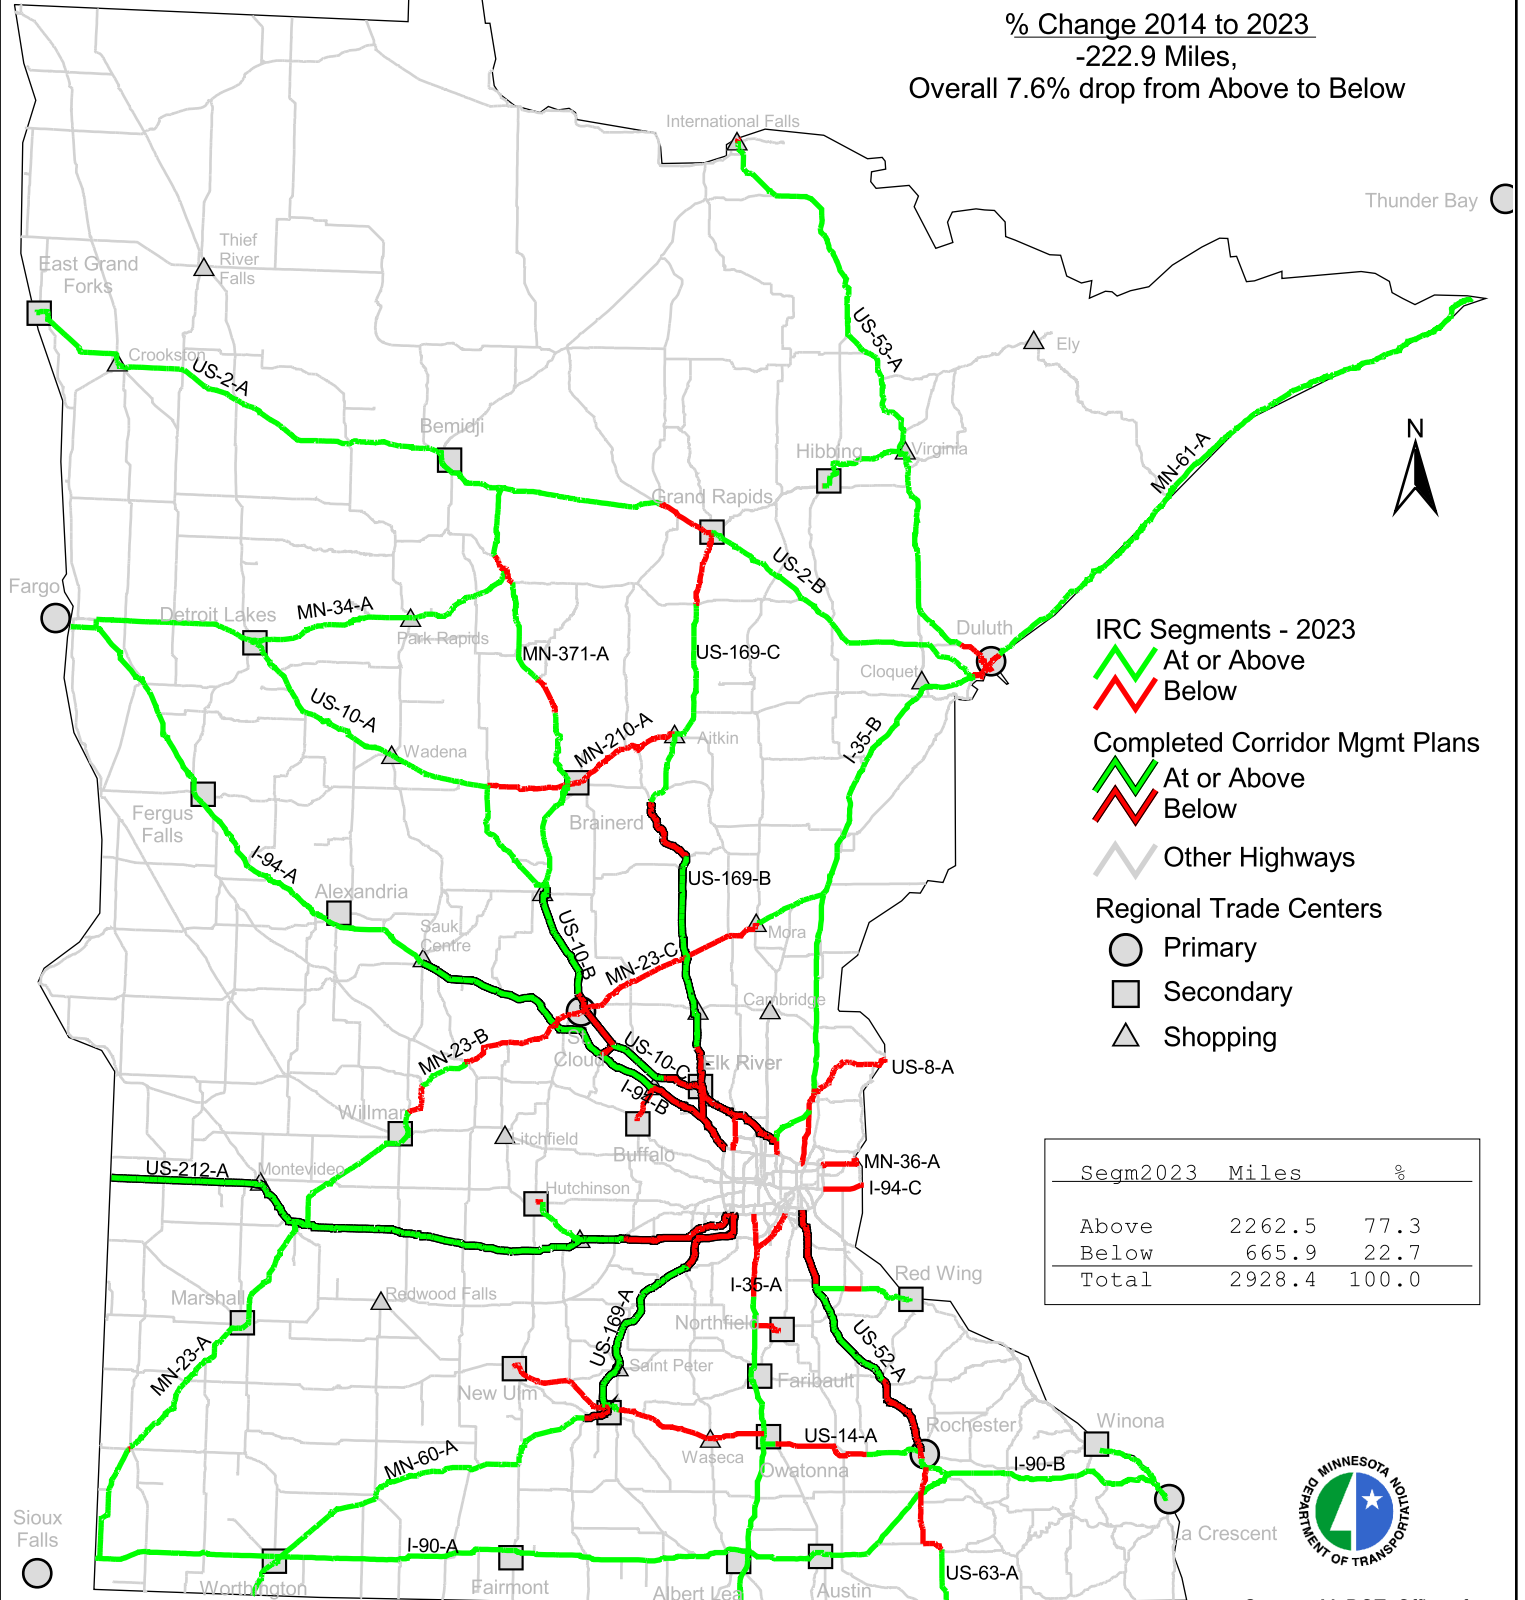 % Change 2014 to 2023
-222.9 Miles,
Overall 7.6% drop from Above to Below
International Falls
Thunder Bay
Thief
River
Falls
East Grand
Forks
Crookston
US-2-A
US-53-A
Ely
Bemidji
Hibbing
Virginia
MN-61-A
N
Grand Rapids
US-2-B
Fargo
Detroit Lakes
MN-34-A
Park Rapids
MN-371-A
US-169-C
Duluth
Cloquet
IRC Segments - 2023
At or Above
Below
US-10-A
Wadena
MN-210-A
Aitkin
I-35-B
Completed Corridor Mgmt Plans
At or Above
Below
Fergus
Falls
Brainerd
I-94-A
Alexandria
US-169-B
Other Highways
Regional Trade Centers
Primary
Secondary
Shopping
Sauk
Centre
US-10-B
MN-23-C
Mora
Cambridge
MN-23-B
Cloud
US-10-C
Elk River
I-94-B
US-8-A
Willmar
Litchfield
Buffalo
MN-36-A
I-94-C
US-212-A
Montevideo
Hutchinson
Segm2023 Miles %
Above 2262.5 77.3
Below 665.9 22.7
Total 2928.4 100.0
Red Wing
I-35-A
Marshall
Redwood Falls
US-169-A
Northfield
US-52-A
MN-23-A
Saint Peter
New Ulm
Faribault
Rochester
Winona
US-14-A
Waseca
Owatonna
MN-60-A
I-90-B
Sioux
Falls
La Crescent
I-90-A
Worthington
Fairmont
Albert Lea
Austin
US-63-A
MINNESOTA
DEPARTMENT OF TRANSPORTATION